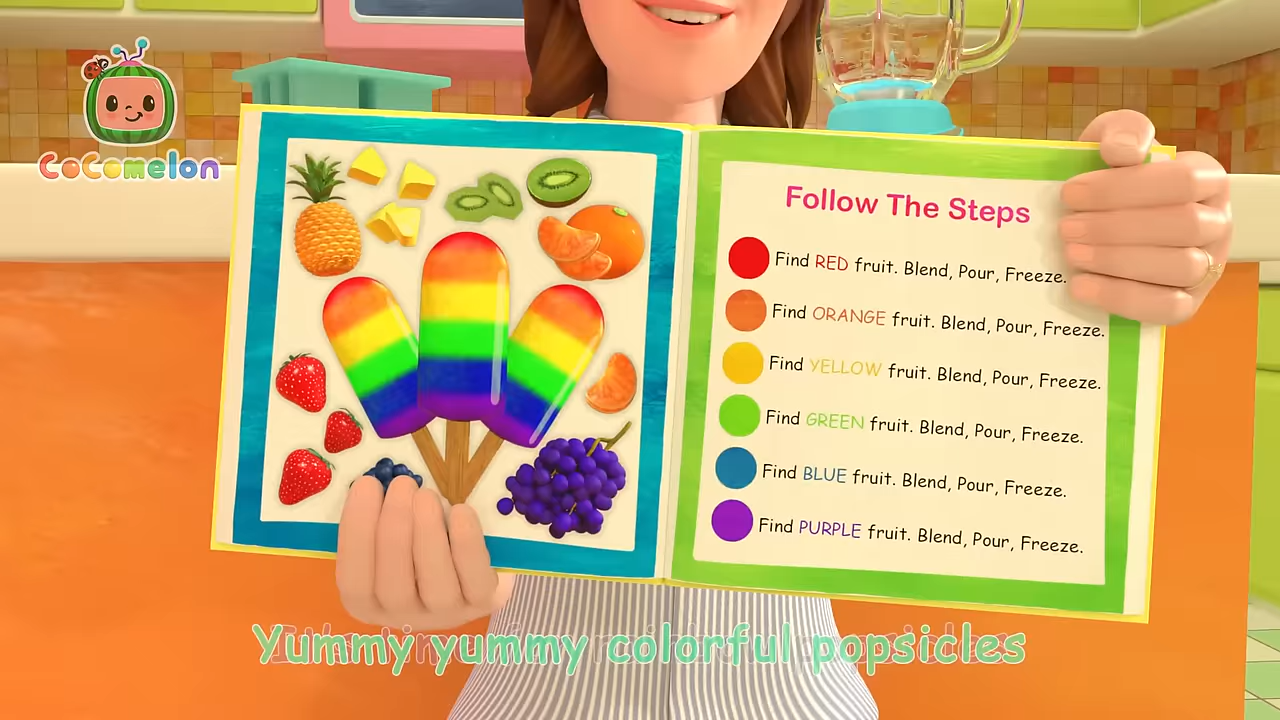 CoComelon
Follow The Steps
Find RED fruit. Blend, Pour, Freeze.
Find ORANGE fruit. Blend, Pour, Freeze.
Find YELLOW fruit. Blend, Pour, Freeze.
Find GREEN fruit. Blend, Pour, Freeze.
Find BLUE fruit. Blend, Pour, Freeze.
Find PURPLE fruit. Blend, Pour, Freeze.
Yummy yummy colorful popsicles